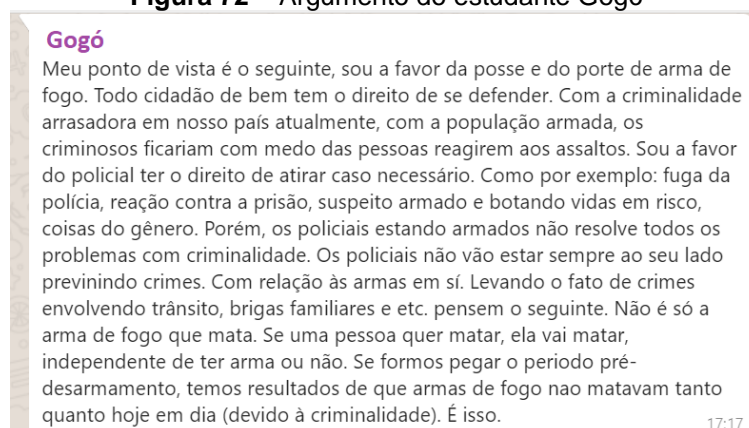 Figura 72 – Argumento do estudante Gogó
Gogó
Meu ponto de vista é o seguinte, sou a favor da posse e do porte de arma de
fogo. Todo cidadão de bem tem o direito de se defender. Com a criminalidade
arrasadora em nosso país atualmente, com a população armada, os
criminosos ficariam com medo das pessoas reagirem aos assaltos. Sou a favor
do policial ter o direito de atirar caso necessário. Como por exemplo: fuga da
polícia, reação contra a prisão, suspeito armado e botando vidas em risco,
coisas do gênero. Porém, os policiais estando armados não resolve todos os
problemas com criminalidade. Os policiais não vão estar sempre ao seu lado
previnindo crimes. Com relação às armas em sí. Levando o fato de crimes
envolvendo trânsito, brigas familiares e etc. pensem o seguinte. Não é só a
arma de fogo que mata. Se uma pessoa quer matar, ela vai matar,
independente de ter arma ou não. Se formos pegar o periodo pré-
desarmamento, temos resultados de que armas de fogo nao matavam tanto
quanto hoje em dia (devido à criminalidade). É isso.
17:17